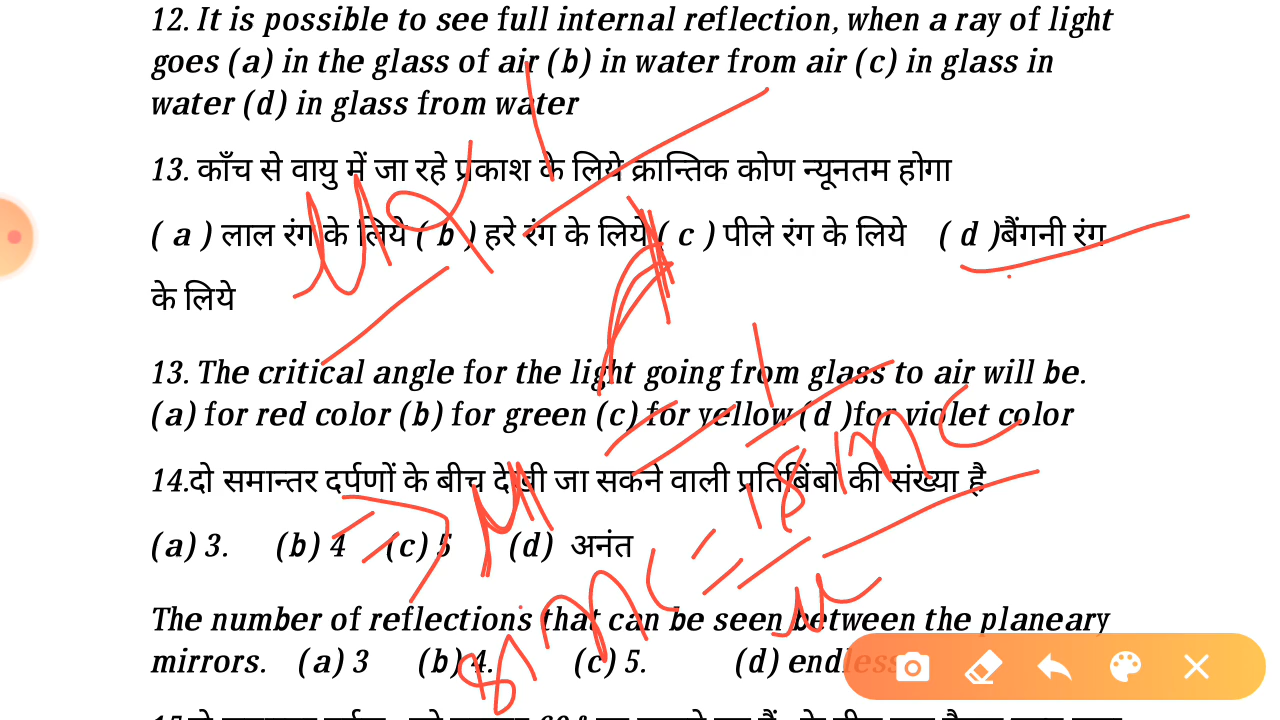 12. It is possible to see full internal reflection, when a ray of light
goes (a) in the glass of air (b) in water from air (c) in glass in
water (d) in glass from water
13. काँच से वायु में जा रहे प्रकाश के लिये क्रान्तिक कोण न्यूनतम होगा
( a ) लाल रंग के लिये ( b ) हरे रंग के लिये ( c ) पीले रंग के लिये ( d )बैंगनी रंग
के लिये
13. The critical angle for the light going from glass to air will be.
(a) for red color (b) for green (c) for yellow (d )for violet color
14.दो समान्तर दर्पणों के बीच देखी जा सकने वाली प्रतिबिंबों की संख्या है
(a) 3. (b) 4 (c) 5 (d) अनंत
The number of reflections that can be seen between the planeary
mirrors. (a) 3 (b) 4. (c) 5. (d) endless